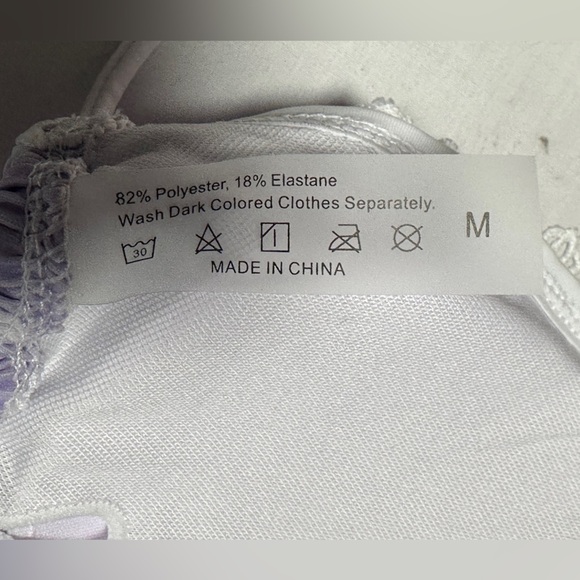 82% Polyester, 18% Elastane
Wash Dark Colored Clothes Separately.
M
30
MADE IN CHINA